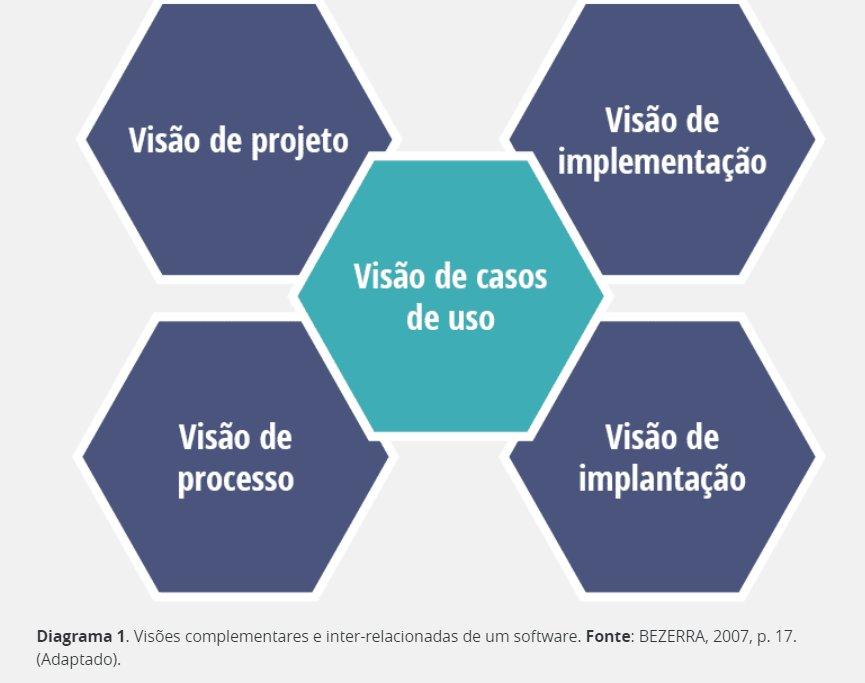 Visão de projeto
Visão de
implementação
Visão de casos
de uso
Visão de
processo
Visão de
implantação
Diagrama 1. Visões complementares e inter-relacionadas de um software. Fonte: BEZERRA, 2007, p. 17.
(Adaptado).